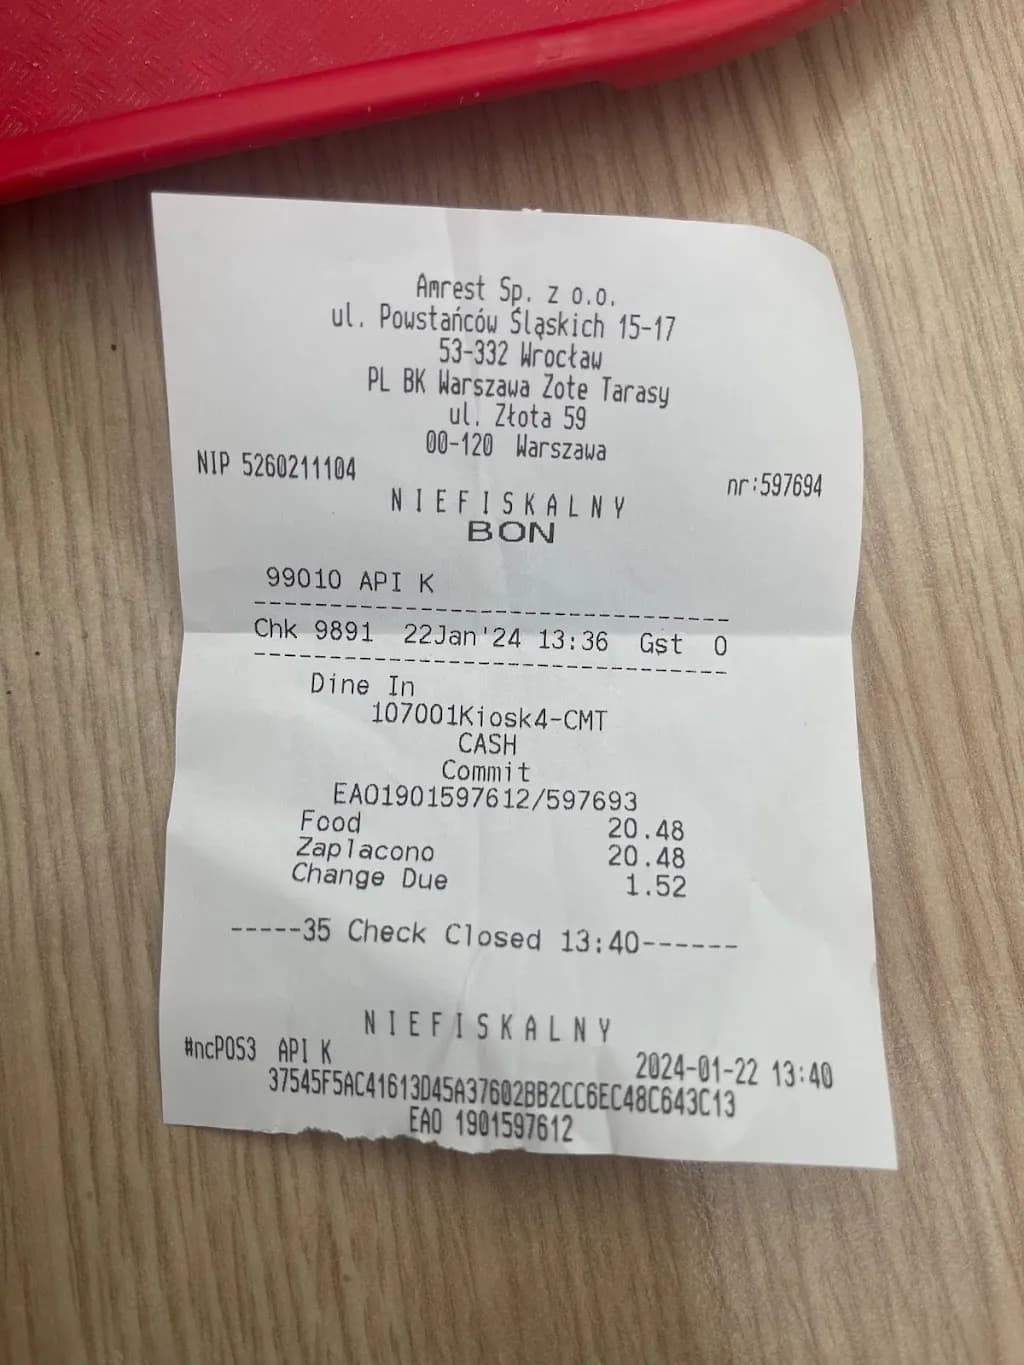 Amrest Sp. z o.o.
ul. Powstańców Śląskich 15-17
53-332 Wrocław
PL BK Warszawa Zote Tarasy
ul. Złota 59
00-120 Warszawa
NIP 5260211104 nr:597694
NIEFISKALNY
BON
99010 API K
Chk 9891 22Jan'24 13:36 Gst 0
Dine In
107001Kiosk4-CMT
CASH
Commit
EAO1901597612/597693
Food 20.48
Zaplacono 20.48
Change Due 1.52
-----35 Check Closed 13:40------
NIEFISKALNY
#ncPOS3 API K 2024-01-22 13:40
37545F5AC41613D45A37602BB2CC6EC48C643C13
EAO 1901597612